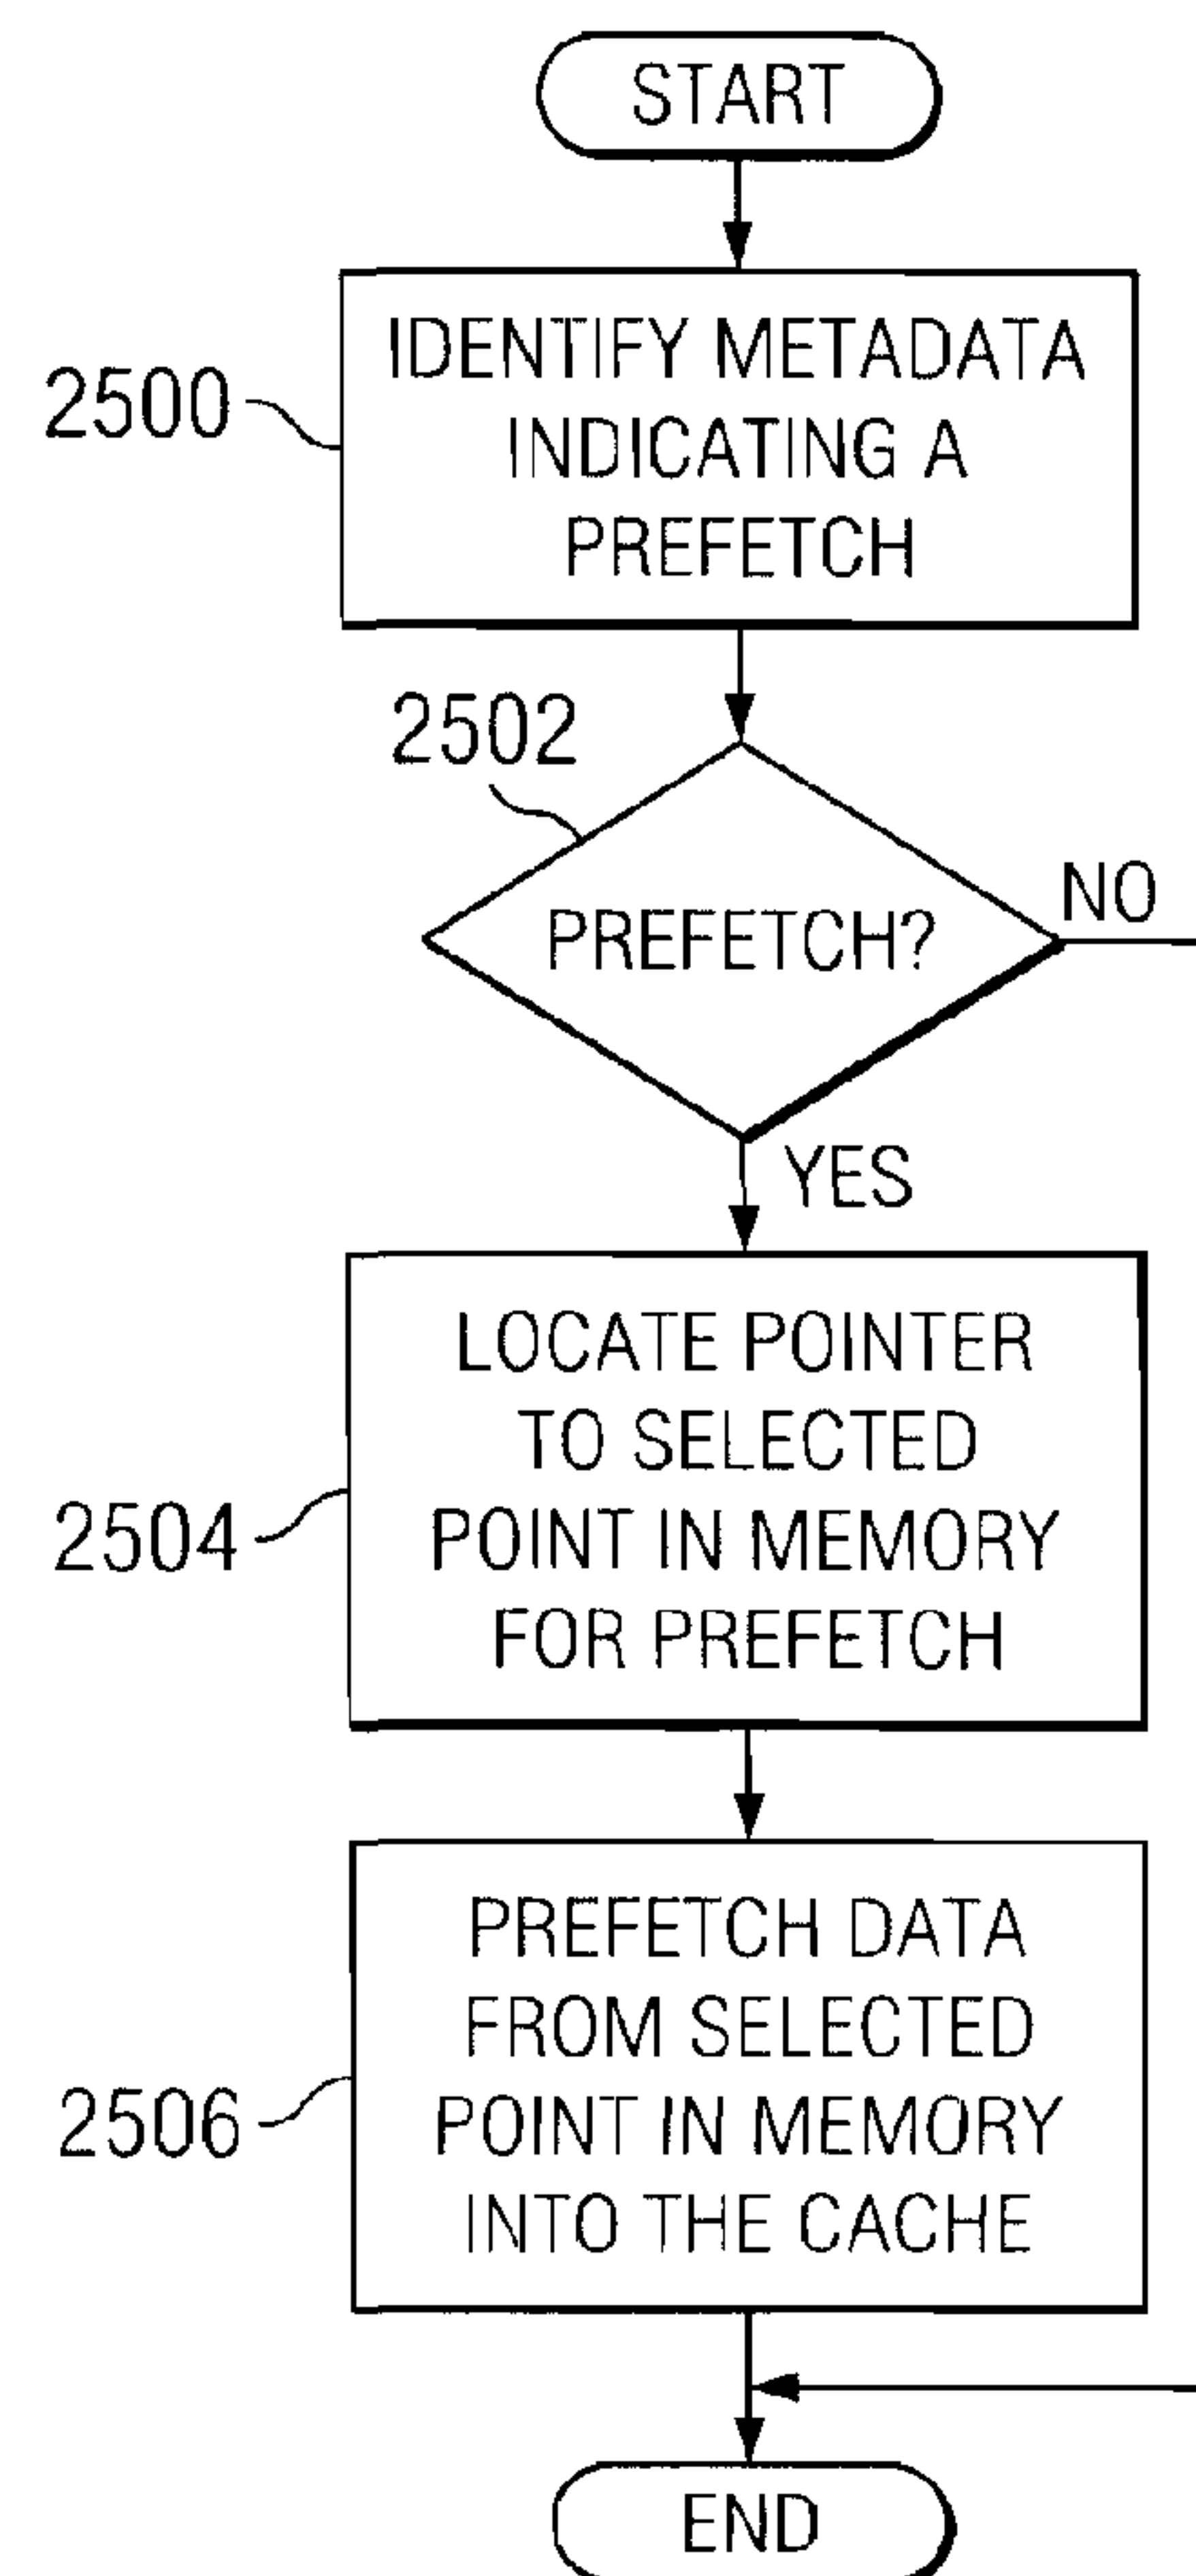 START
IDENTIFY METADATA
INDICATING A
PREFETCH
2500
2502
PREFETCH?
NO
YES
LOCATE POINTER
TO SELECTED
POINT IN MEMORY
FOR PREFETCH
2504
PREFETCH DATA
FROM SELECTED
POINT IN MEMORY
INTO THE CACHE
2506
END